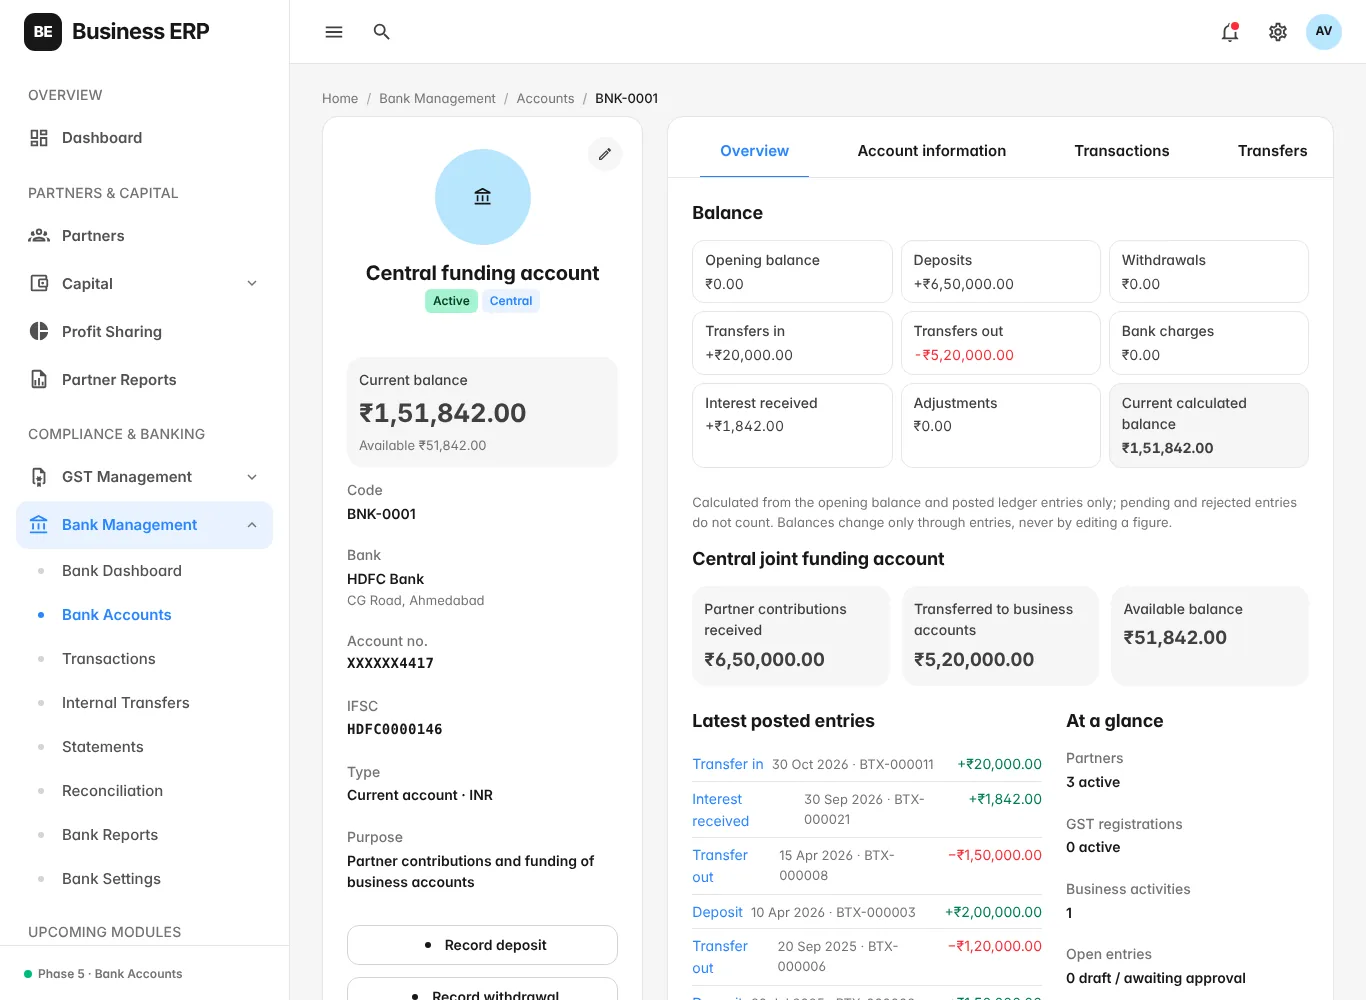 BE Business ERP
AV
OVERVIEW
Dashboard
PARTNERS & CAPITAL
Partners
Capital
Profit Sharing
Partner Reports
COMPLIANCE & BANKING
GST Management
Bank Management
Bank Dashboard
Bank Accounts
Transactions
Internal Transfers
Statements
Reconciliation
Bank Reports
Bank Settings
UPCOMING MODULES
Phase 5 · Bank Accounts
Home / Bank Management / Accounts / BNK-0001
Central funding account
Active Central
Current balance
₹1,51,842.00
Available ₹51,842.00
Code
BNK-0001
Bank
HDFC Bank
CG Road, Ahmedabad
Account no.
XXXXXX4417
IFSC
HDFC0000146
Type
Current account · INR
Purpose
Partner contributions and funding of
business accounts
Record deposit
Record withdrawal
Overview Account information Transactions Transfers
Balance
Opening balance
₹0.00
Deposits
+₹6,50,000.00
Withdrawals
₹0.00
Transfers in
+₹20,000.00
Transfers out
-₹5,20,000.00
Bank charges
₹0.00
Interest received
+₹1,842.00
Adjustments
₹0.00
Current calculated
balance
₹1,51,842.00
Calculated from the opening balance and posted ledger entries only; pending and rejected entries
do not count. Balances change only through entries, never by editing a figure.
Central joint funding account
Partner contributions
received
₹6,50,000.00
Transferred to business
accounts
₹5,20,000.00
Available balance
₹51,842.00
Latest posted entries
Transfer in 30 Oct 2026 · BTX-000011 +₹20,000.00
Interest received 30 Sep 2026 · BTX-000021 +₹1,842.00
Transfer out 15 Apr 2026 · BTX-000008 −₹1,50,000.00
Deposit 10 Apr 2026 · BTX-000003 +₹2,00,000.00
Transfer out 20 Sep 2025 · BTX-000006 −₹1,20,000.00
At a glance
Partners
3 active
GST registrations
0 active
Business activities
1
Open entries
0 draft / awaiting approval